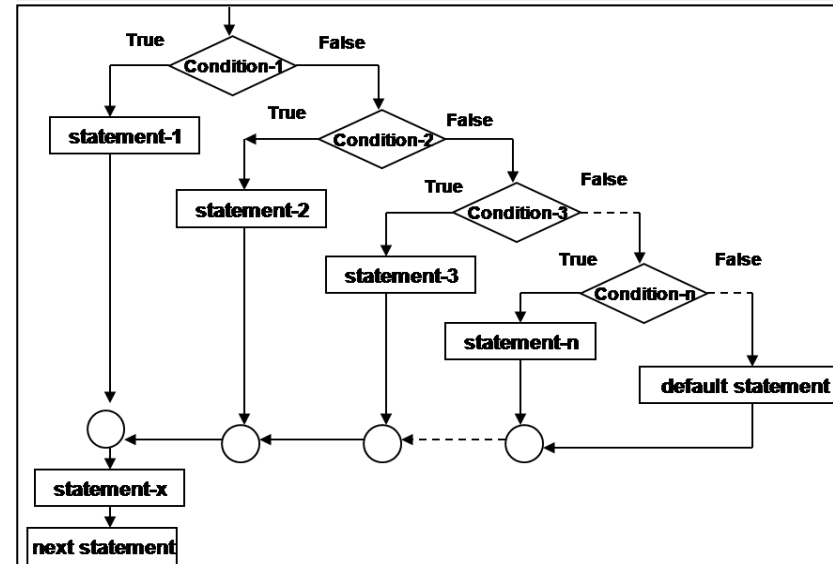 True
False
Condition-1
True
False
statement-1
Condition-2
True
False
statement-2
Condition-3
True
False
statement-3
Condition-n
statement-n
default statement
statement-x
next statement